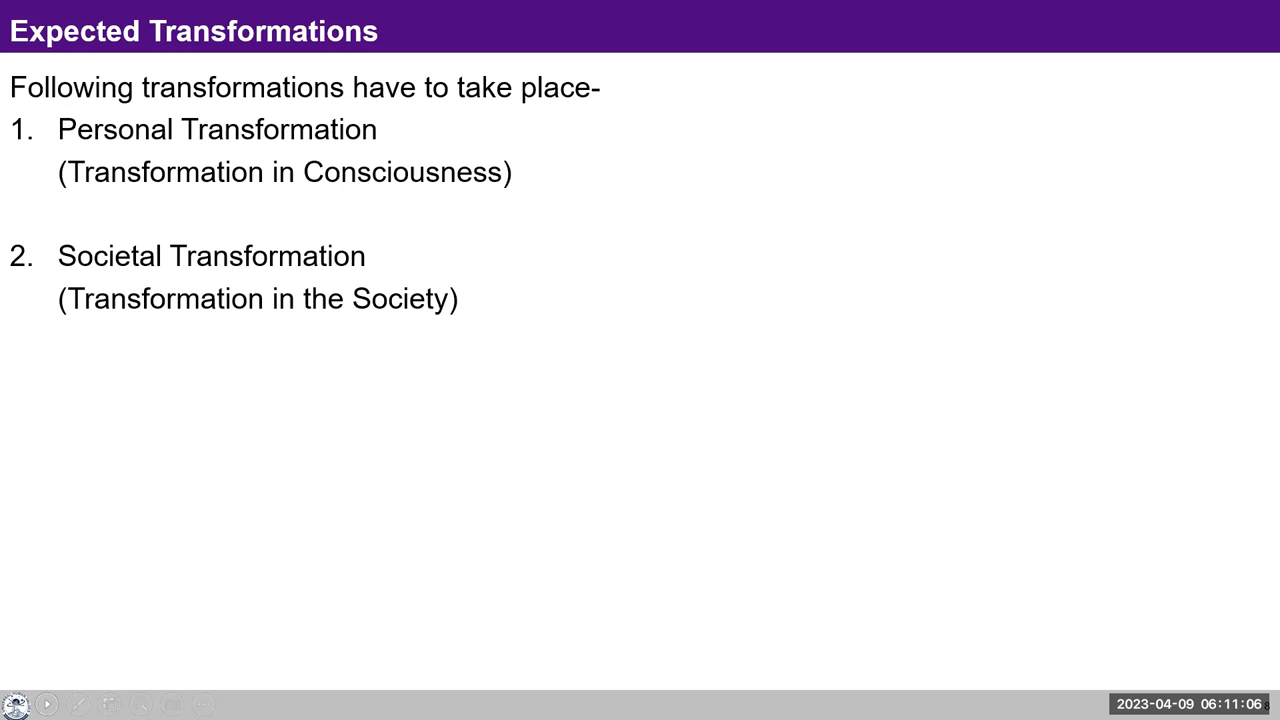 Expected Transformations
Following transformations have to take place-
1. Personal Transformation
(Transformation in Consciousness)
2. Societal Transformation
(Transformation in the Society)
2023-04-09 06:11:06
8